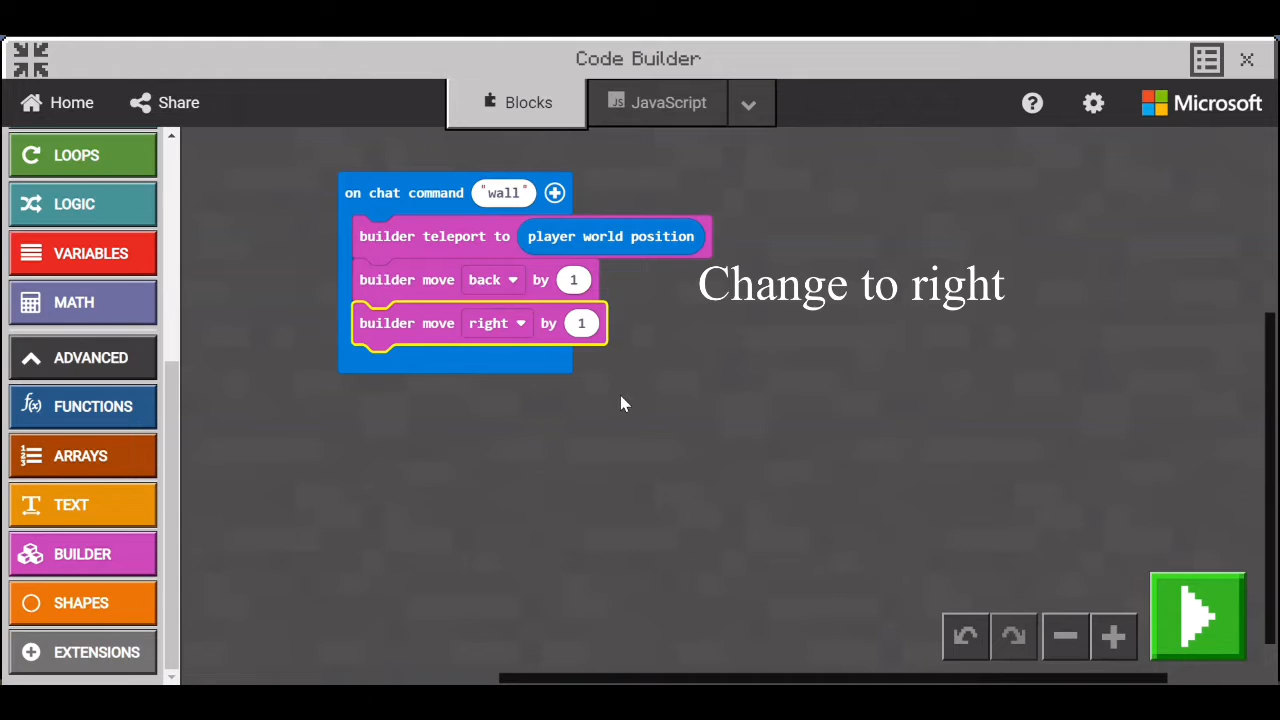 Code Builder
Home
Share
Blocks
JS JavaScript
?
Microsoft
LOOPS
LOGIC
VARIABLES
MATH
ADVANCED
f(x) FUNCTIONS
ARRAYS
T TEXT
BUILDER
SHAPES
EXTENSIONS
on chat command "wall"
builder teleport to player world position
builder move back by 1
builder move right by 1
Change to right